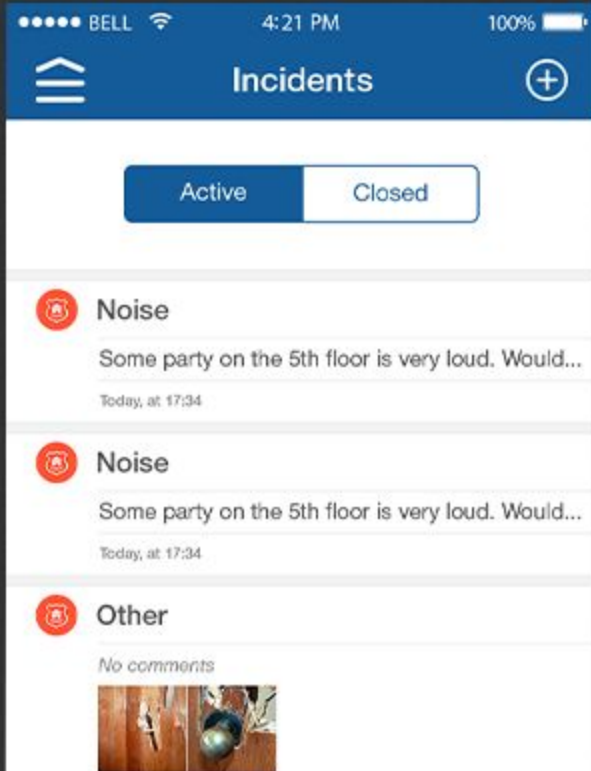 BELL 4:21 PM 100%
Incidents
Active Closed
Noise
Some party on the 5th floor is very loud. Would...
Today, at 17:34
Noise
Some party on the 5th floor is very loud. Would...
Today, at 17:34
Other
No comments